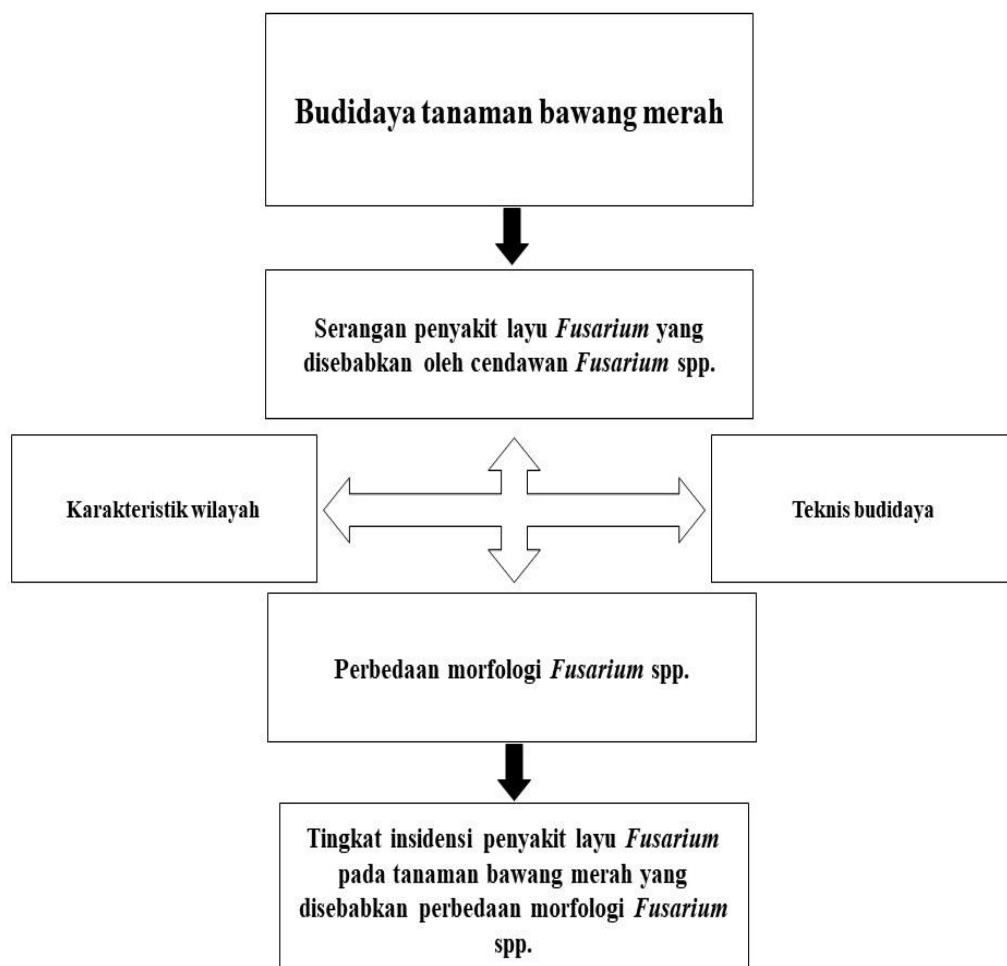 Budidaya tanaman bawang merah
Serangan penyakit layu Fusarium yang
disebabkan oleh cendawan Fusarium spp.
Karakteristik wilayah
Teknis budidaya
Perbedaan morfologi Fusarium spp.
Tingkat insidensi penyakit layu Fusarium
pada tanaman bawang merah yang
disebabkan perbedaan morfologi Fusarium
spp.